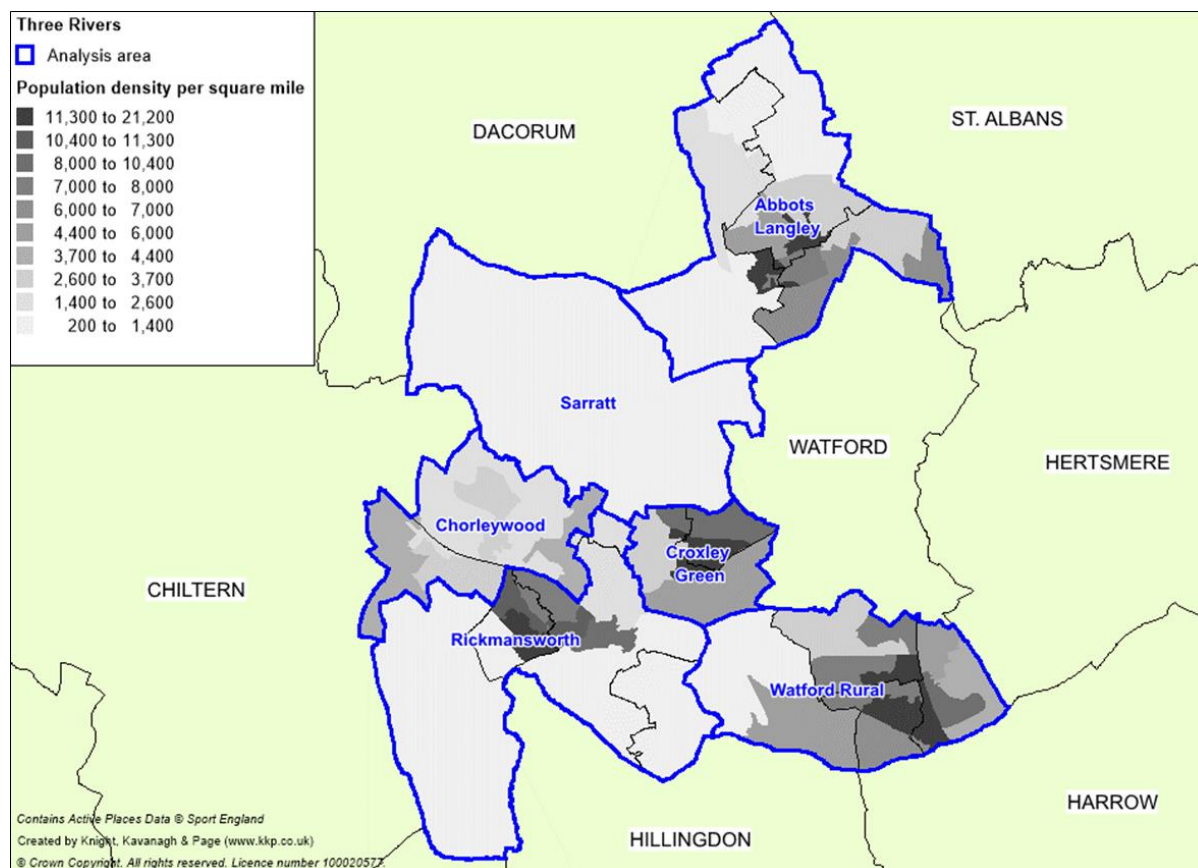 Three Rivers
Analysis area
Population density per square mile
11,300 to 21,200
10,400 to 11,300
8,000 to 10,400
7,000 to 8,000
6,000 to 7,000
4,400 to 6,000
3,700 to 4,400
2,600 to 3,700
1,400 to 2,600
200 to 1,400
DACORUM
ST. ALBANS
Abbots
Langley
Sarratt
WATFORD
HERTSMERE
Chorleywood
Croxley
Green
CHILTERN
Rickmansworth
Watford Rural
HARROW
HILLINGDON
Contains Active Places Data © Sport England
Created by Knight, Kavanagh & Page (www.kkp.co.uk)
© Crown Copyright. All rights reserved. Licence number 100020577.